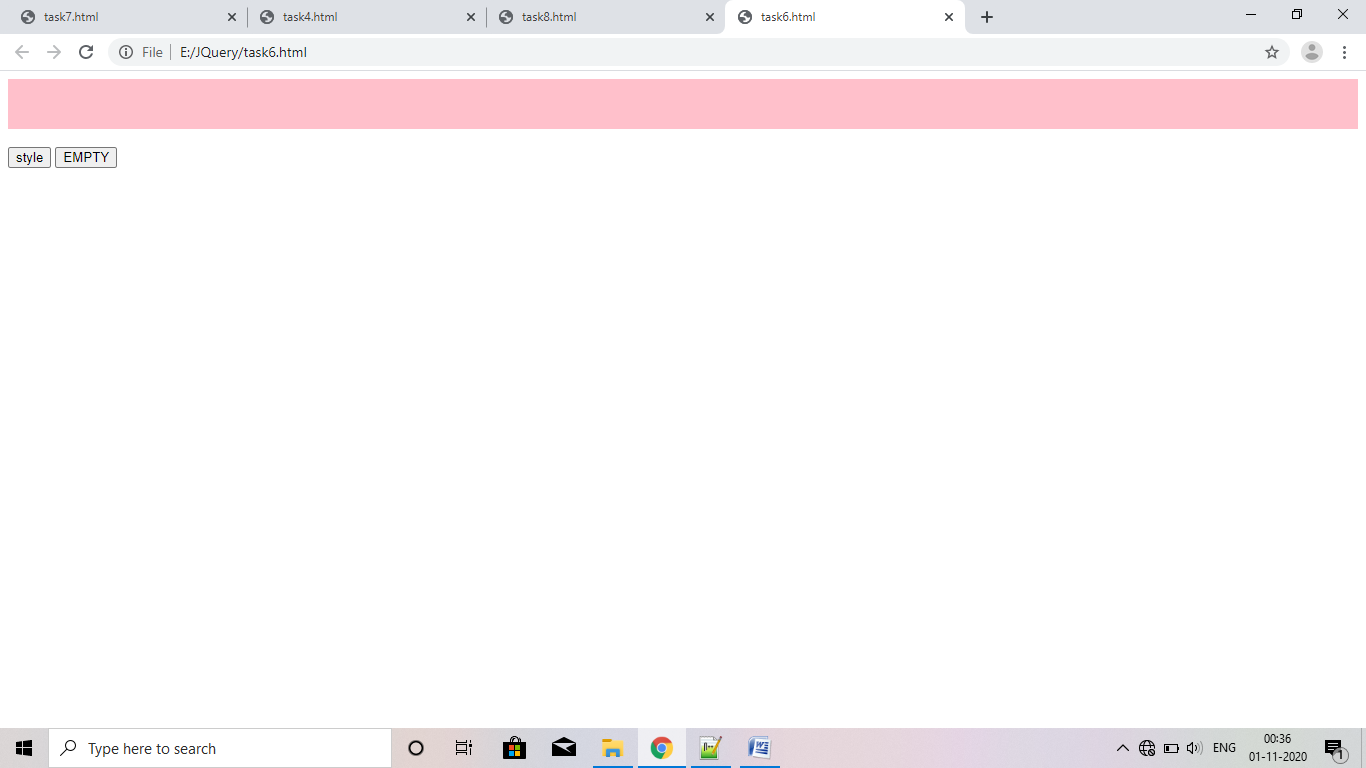 task7.html
task4.html
task8.html
task6.html
File
E:/JQuery/task6.html
style
EMPTY
Type here to search
ENG
00:36
01-11-2020
1